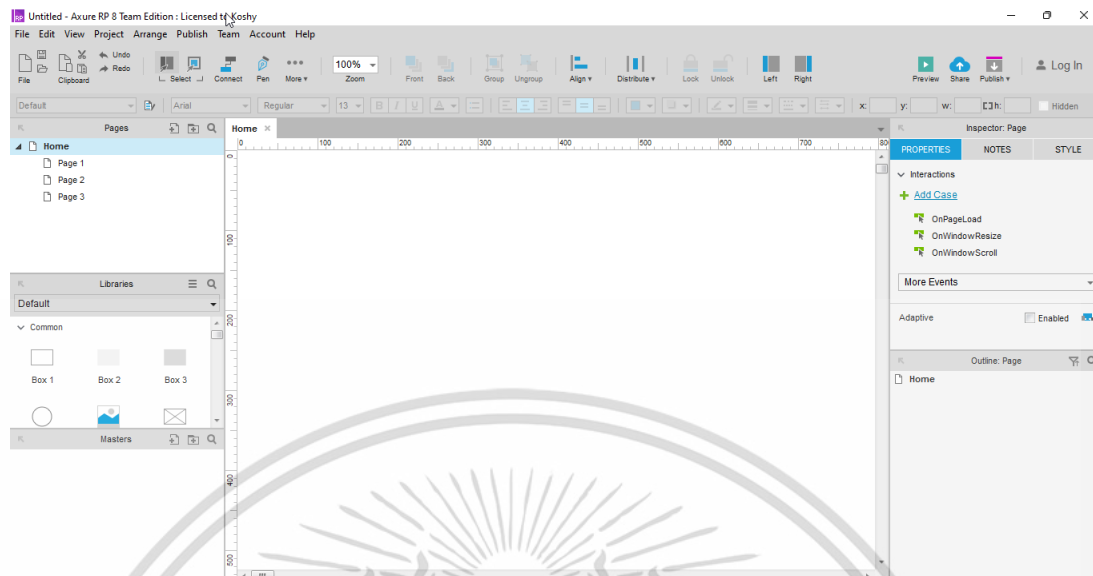 RP Untitled - Axure RP 8 Team Edition : Licensed to Koshy
File Edit View Project Arrange Publish Team Account Help
Undo
Redo
File Clipboard Select Connect Pen More 100% Zoom Front Back Group Ungroup Align Distribute Lock Unlock Left Right Preview Share Publish Log In
Default Arial Regular 13 B I U A x: y: w: h: Hidden
Pages
Home
Page 1
Page 2
Page 3
Libraries
Default
Common
Box 1 Box 2 Box 3
Masters
Home
0 100 200 300 400 500 600 700 800
0
100
200
300
400
500
Inspector: Page
PROPERTIES NOTES STYLE
Interactions
Add Case
OnPageLoad
OnWindowResize
OnWindowScroll
More Events
Adaptive Enabled
Outline: Page
Home